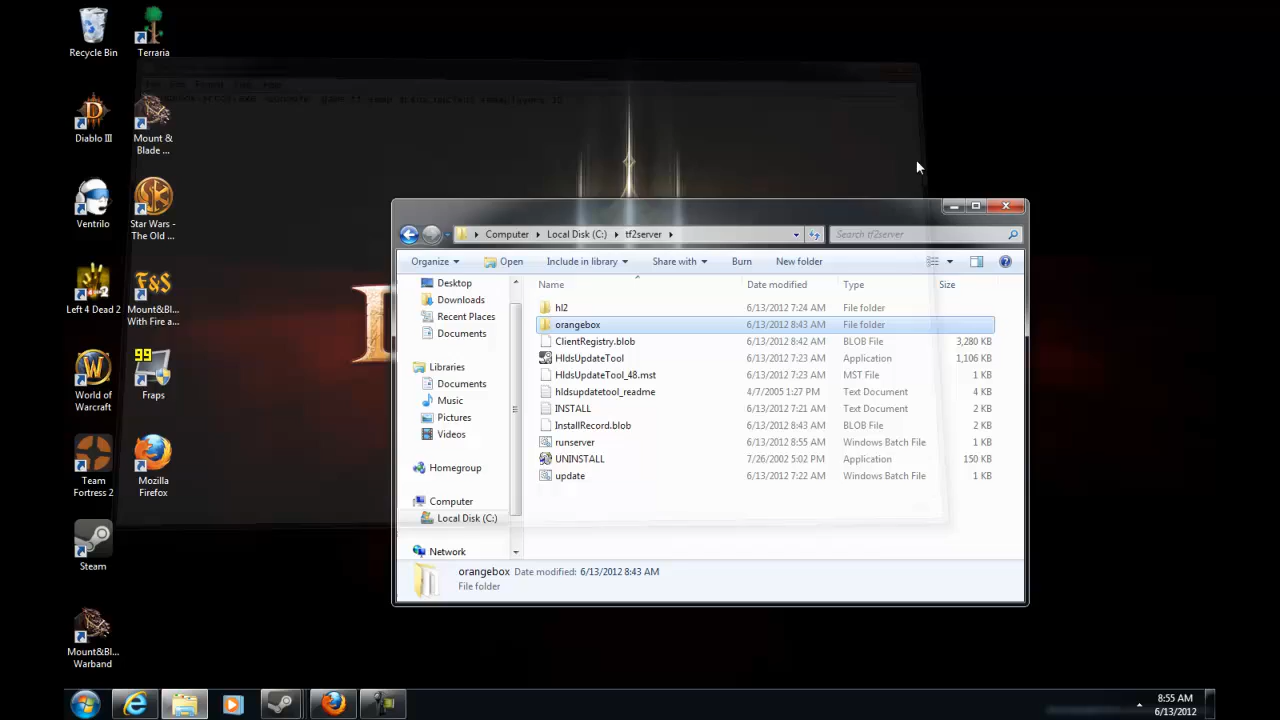 Recycle Bin
Terraria
Diablo III
Mount &
Blade ...
Ventrilo
Star Wars -
The Old ...
Left 4 Dead 2
F&S
Mount&Bl...
With Fire a...
99
World of
Warcraft
Fraps
Team
Fortress 2
Mozilla
Firefox
Steam
Mount&Bl...
Warband
Computer
Local Disk (C:)
tf2server
Search tf2server
Organize
Open
Include in library
Share with
Burn
New folder
Desktop
Downloads
Recent Places
Documents
Libraries
Documents
Music
Pictures
Videos
Homegroup
Computer
Local Disk (C:)
Network
Name Date modified Type Size
hl2 6/13/2012 7:24 AM File folder
orangebox 6/13/2012 8:43 AM File folder
ClientRegistry.blob 6/13/2012 8:42 AM BLOB File 3,280 KB
HldsUpdateTool 6/13/2012 7:23 AM Application 1,106 KB
HldsUpdateTool_48.mst 6/13/2012 7:23 AM MST File 1 KB
hldsupdatetool_readme 4/7/2005 1:27 PM Text Document 4 KB
INSTALL 6/13/2012 7:21 AM Text Document 2 KB
InstallRecord.blob 6/13/2012 8:43 AM BLOB File 2 KB
runserver 6/13/2012 8:55 AM Windows Batch File 1 KB
UNINSTALL 7/26/2002 5:02 PM Application 150 KB
update 6/13/2012 7:22 AM Windows Batch File 1 KB
orangebox Date modified: 6/13/2012 8:43 AM
File folder
8:55 AM
6/13/2012